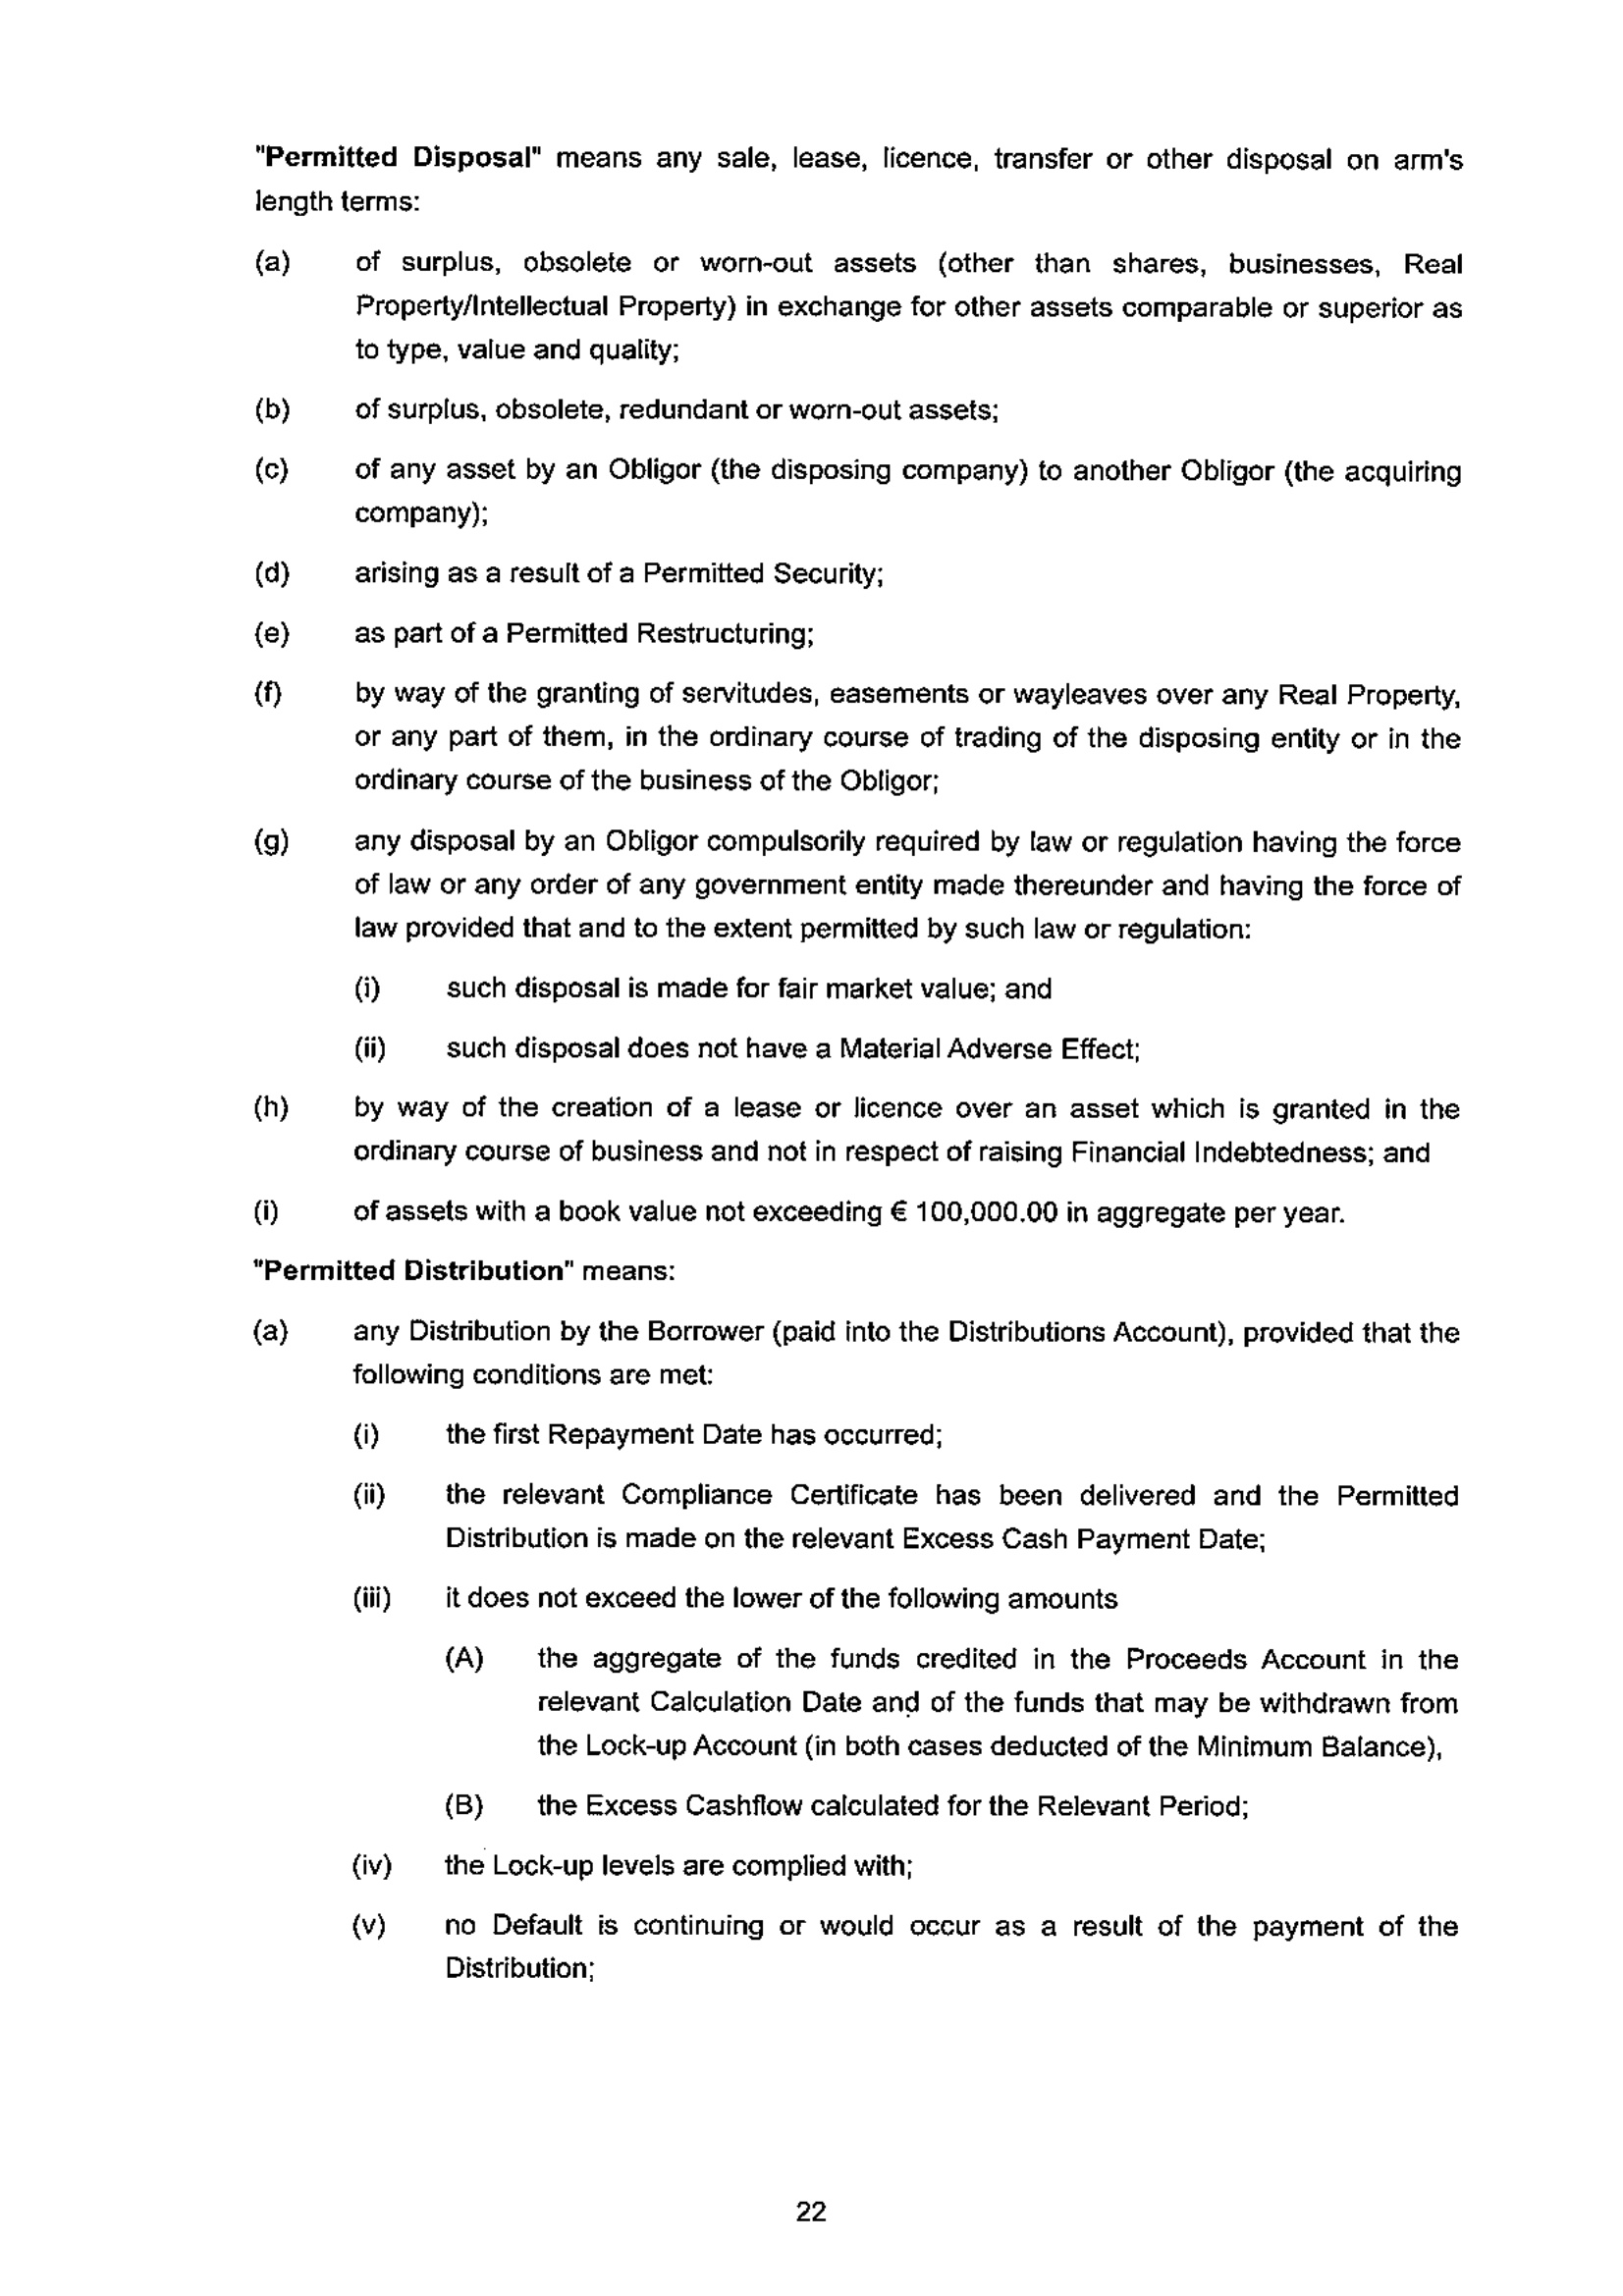 "Permitted Disposal" means any sale, lease, licence, transfer or other disposal on arm's
length terms:
(a) of surplus, obsolete or worn-out assets (other than shares, businesses, Real
Property/Intellectual Property) in exchange for other assets comparable or superior as
to type, value and quality;
(b) of surplus, obsolete, redundant or worn-out assets;
(c) of any asset by an Obligor (the disposing company) to another Obligor (the acquiring
company);
(d) arising as a result of a Permitted Security;
(e) as part of a Permitted Restructuring;
(f) by way of the granting of servitudes, easements or wayleaves over any Real Property,
or any part of them, in the ordinary course of trading of the disposing entity or in the
ordinary course of the business of the Obligor;
(g) any disposal by an Obligor compulsorily required by law or regulation having the force
of law or any order of any government entity made thereunder and having the force of
law provided that and to the extent permitted by such law or regulation:
(i) such disposal is made for fair market value; and
(ii) such disposal does not have a Material Adverse Effect;
(h) by way of the creation of a lease or licence over an asset which is granted in the
ordinary course of business and not in respect of raising Financial Indebtedness; and
(i) of assets with a book value not exceeding € 100,000.00 in aggregate per year.
"Permitted Distribution" means:
(a) any Distribution by the Borrower (paid into the Distributions Account), provided that the
following conditions are met:
(i) the first Repayment Date has occurred;
(ii) the relevant Compliance Certificate has been delivered and the Permitted
Distribution is made on the relevant Excess Cash Payment Date;
(iii) it does not exceed the lower of the following amounts
(A) the aggregate of the funds credited in the Proceeds Account in the
relevant Calculation Date and of the funds that may be withdrawn from
the Lock-up Account (in both cases deducted of the Minimum Balance),
(B) the Excess Cashflow calculated for the Relevant Period;
(iv) the Lock-up levels are complied with;
(v) no Default is continuing or would occur as a result of the payment of the
Distribution;
22